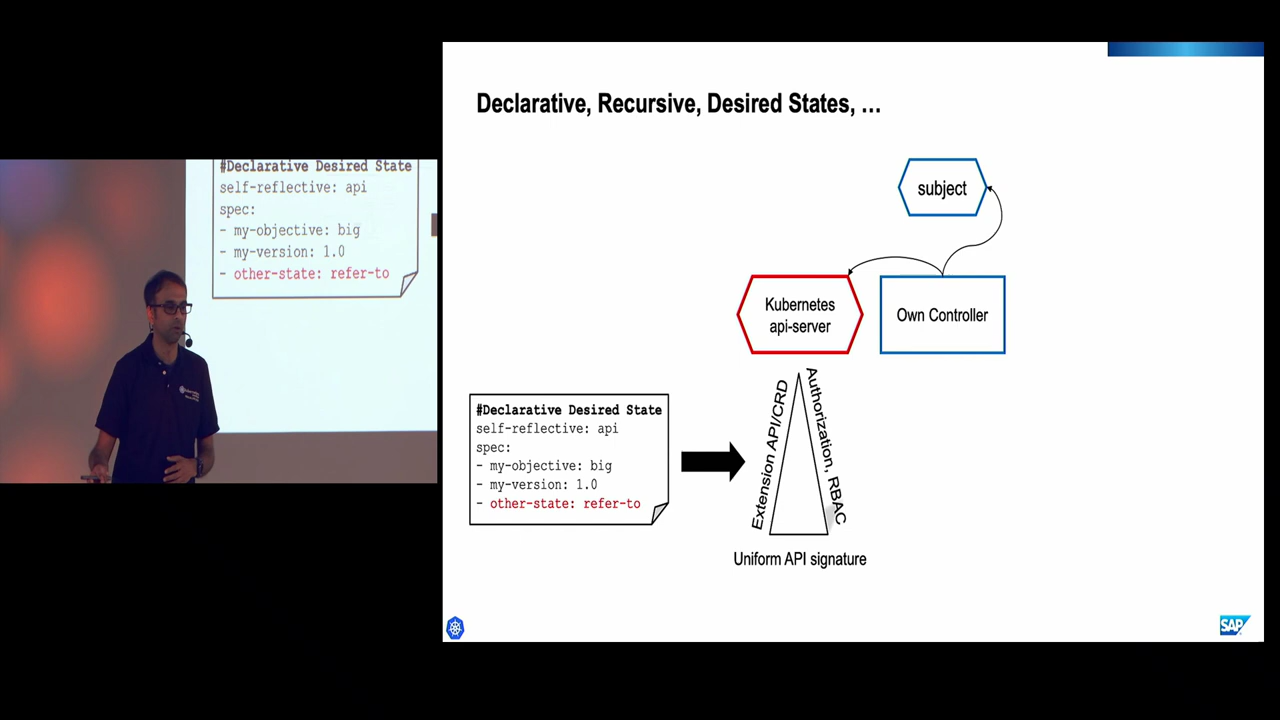 Declarative, Recursive, Desired States, ...
subject
Kubernetes
api-server
Own Controller
#Declarative Desired State
self-reflective: api
spec:
- my-objective: big
- my-version: 1.0
- other-state: refer-to
Extension API/CRD
Authorization, RBAC
Uniform API signature
SAP
#Declarative Desired State
self-reflective: api
spec:
- my-objective: big
- my-version: 1.0
- other-state: refer-to